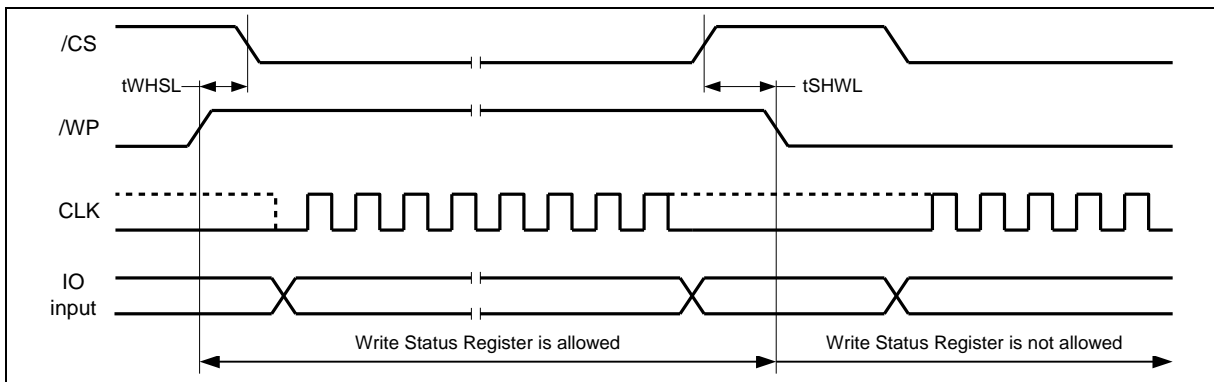 /CS
tWHSL
tSHWL
/WP
CLK
IO
input
Write Status Register is allowed
Write Status Register is not allowed